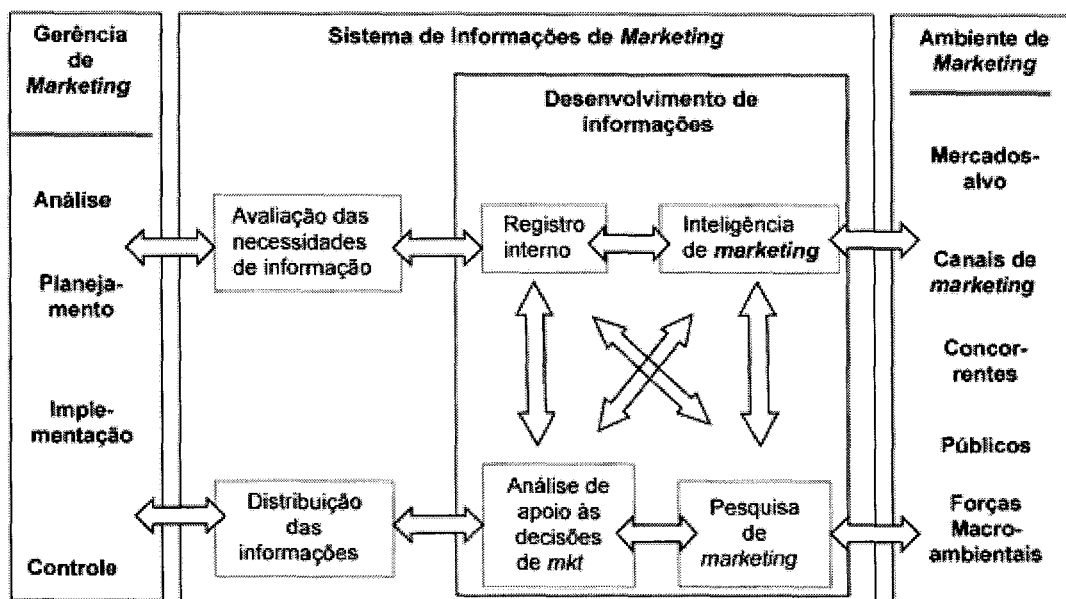 Gerência
de
Marketing
Análise
Planeja-
mento
Imple-
mentação
Controle
Sistema de Informações de Marketing
Avaliação das
necessidades
de informação
Distribuição
das
informações
Desenvolvimento de
informações
Registro
interno
Inteligência
de marketing
Análise de
apoio às
decisões
de mkt
Pesquisa
de
marketing
Ambiente de
Marketing
Mercados-
alvo
Canais de
marketing
Concor-
rentes
Públicos
Forças
Macro-
ambientais